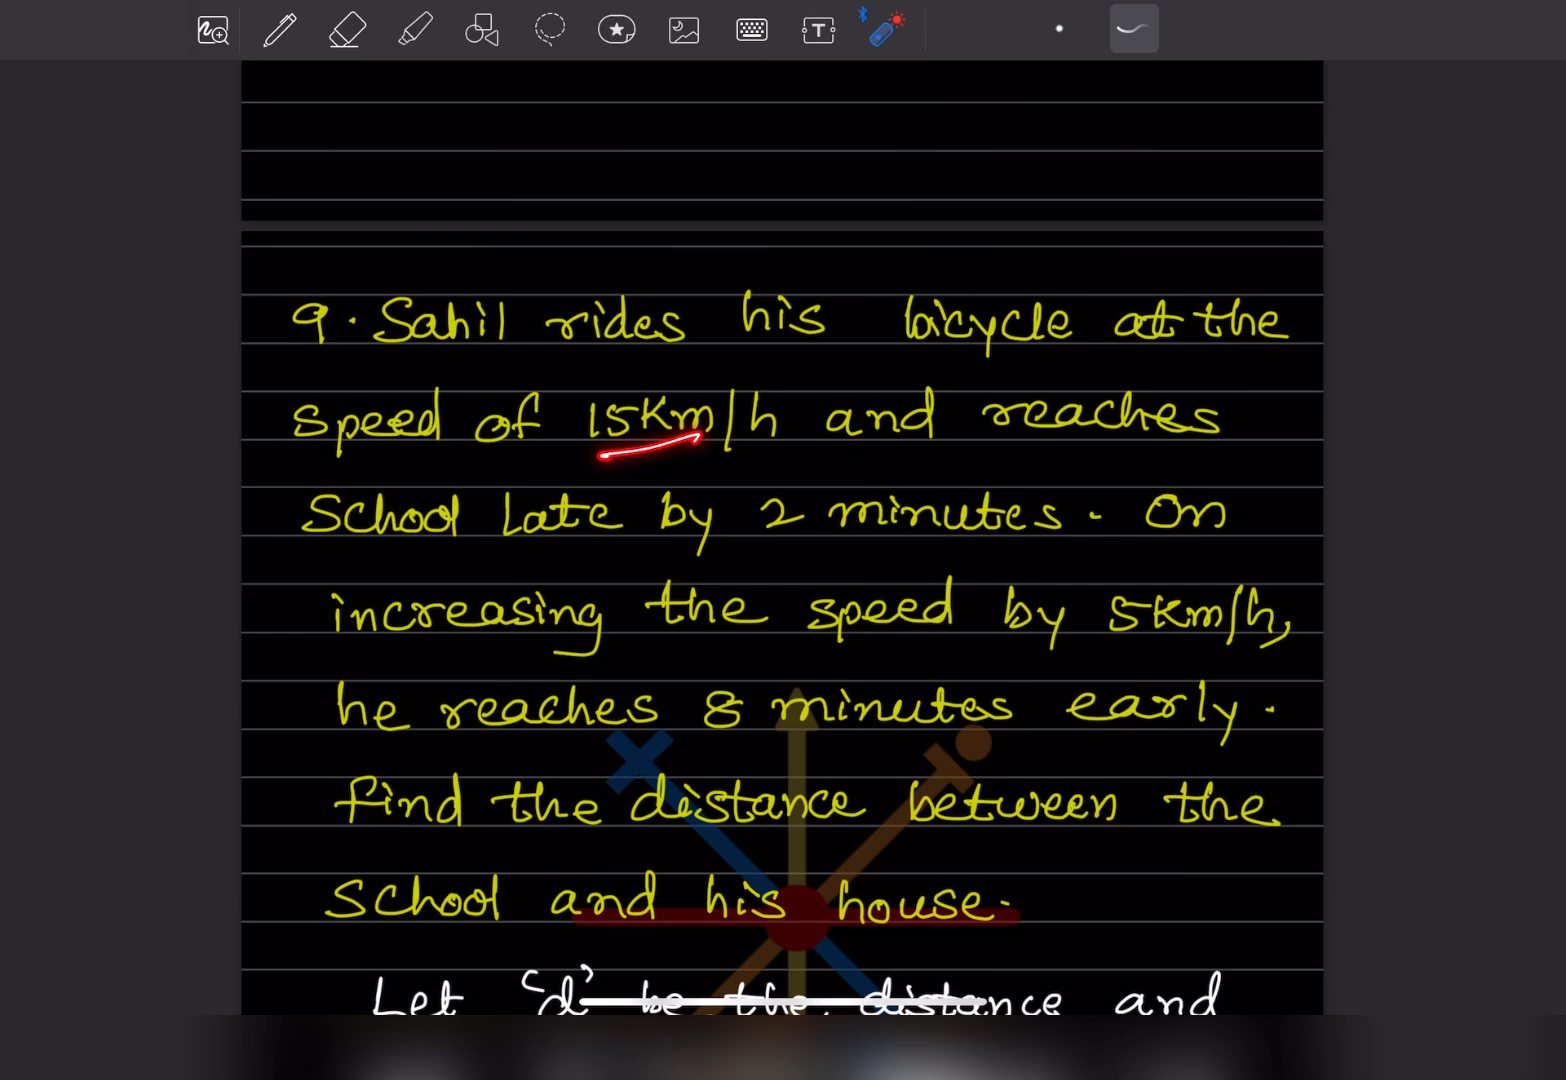 9. Sahil rides his bicycle at the
speed of 15Km/h and reaches
School Late by 2 minutes. On
increasing the speed by 5Km/h,
he reaches 8 minutes early.
find the distance between the
School and his house.
Let 'd' be the distance and